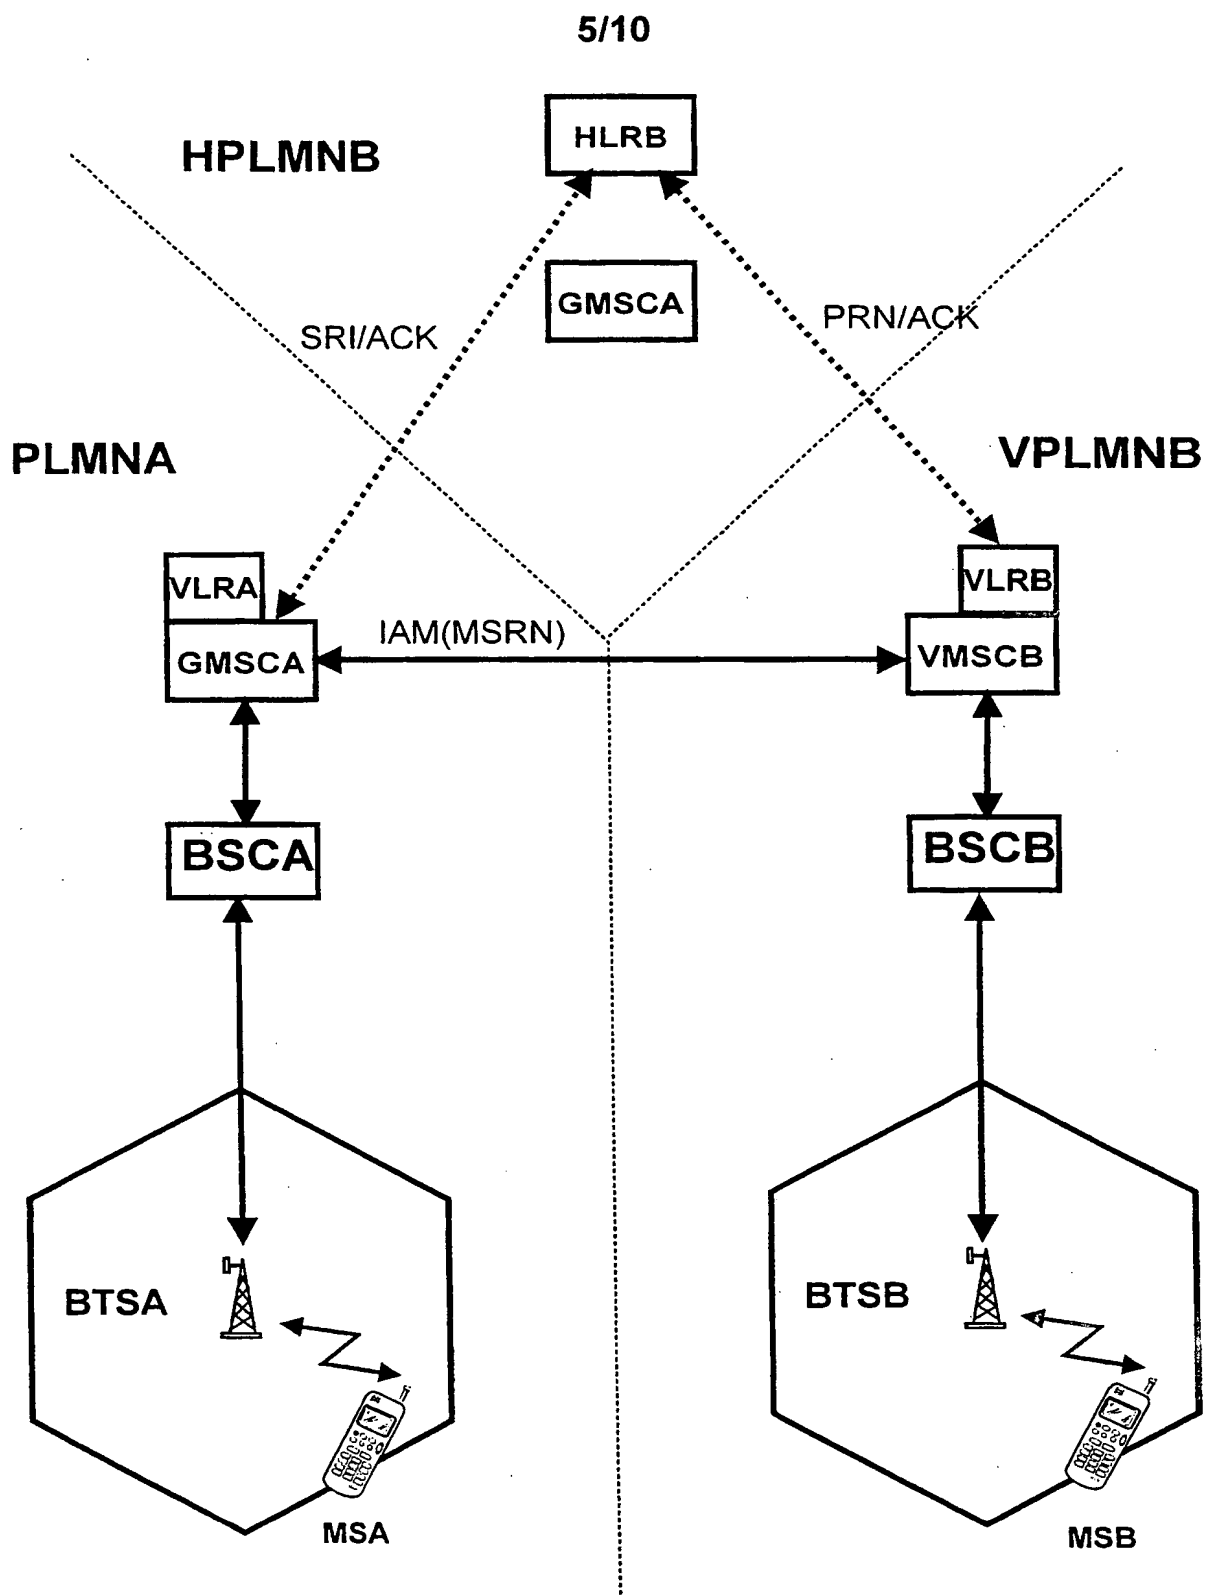 5/10
HLRB
HPLMNB
GMSCA
SRI/ACK
PRN/ACK
PLMNA
VPLMNB
VLRA
VLRB
IAM(MSRN)
GMSCA
VMSCB
BSCA
BSCB
BTSA
BTSB
MSA
MSB